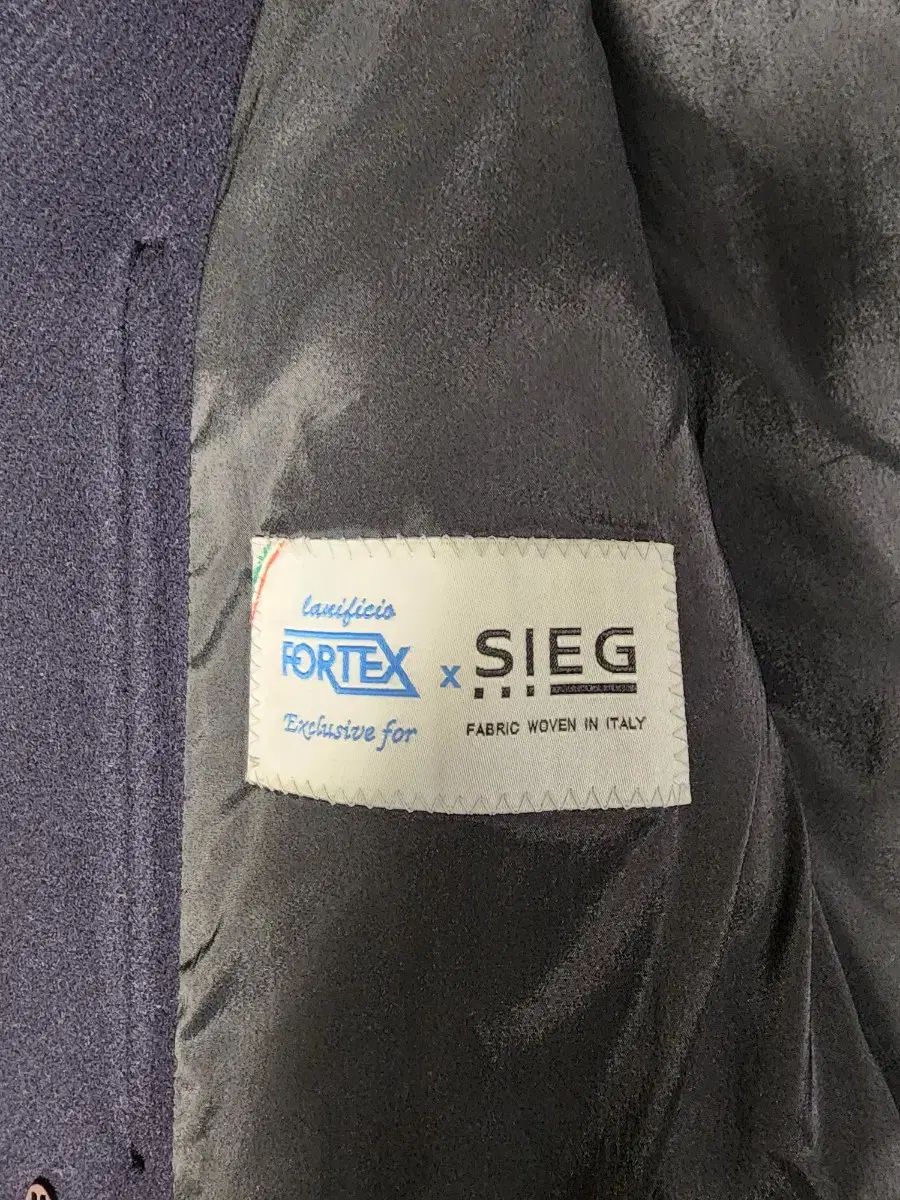 lanificio
FORTEX
Exclusive for
x
SIEG
FABRIC WOVEN IN ITALY